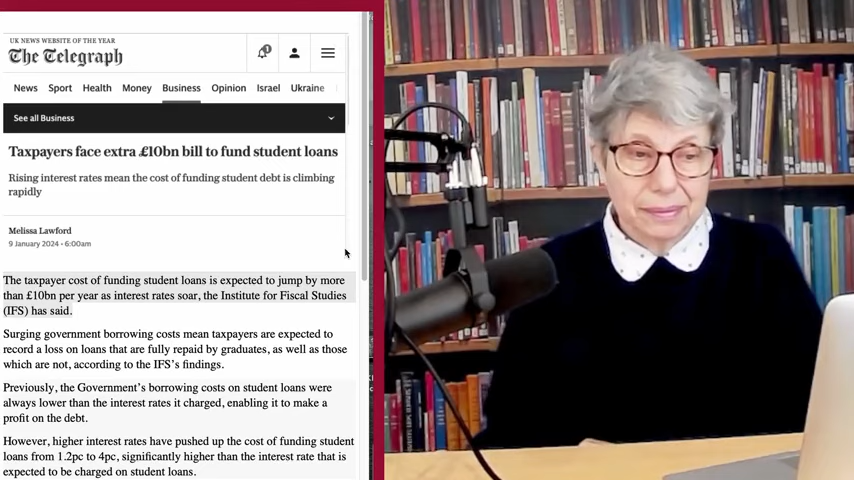 UK NEWS WEBSITE OF THE YEAR
The Telegraph
1
News Sport Health Money Business Opinion Israel Ukraine
See all Business
Taxpayers face extra £10bn bill to fund student loans
Rising interest rates mean the cost of funding student debt is climbing
rapidly
Melissa Lawford
9 January 2024 • 6:00am
The taxpayer cost of funding student loans is expected to jump by more
than £10bn per year as interest rates soar, the Institute for Fiscal Studies
(IFS) has said.
Surging government borrowing costs mean taxpayers are expected to
record a loss on loans that are fully repaid by graduates, as well as those
which are not, according to the IFS's findings.
Previously, the Government's borrowing costs on student loans were
always lower than the interest rates it charged, enabling it to make a
profit on the debt.
However, higher interest rates have pushed up the cost of funding student
loans from 1.2pc to 4pc, significantly higher than the interest rate that is
expected to be charged on student loans.